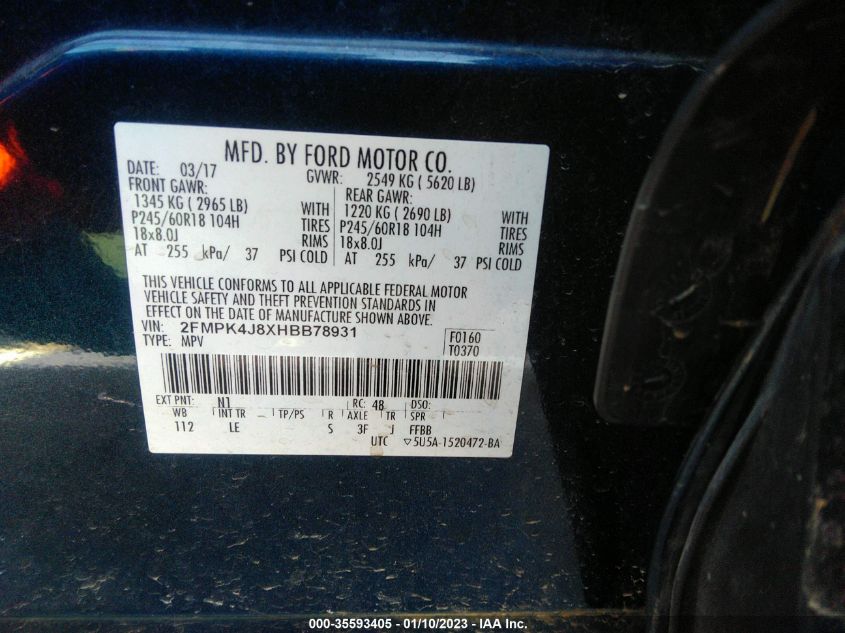 MFD. BY FORD MOTOR CO.
DATE: 03/17 GVWR: 2549 KG ( 5620 LB)
FRONT GAWR: REAR GAWR:
1345 KG ( 2965 LB) WITH 1220 KG ( 2690 LB) WITH
P245/60R18 104H TIRES P245/60R18 104H TIRES
18x8.0J RIMS 18x8.0J RIMS
AT 255 kPa/ 37 PSI COLD AT 255 kPa/ 37 PSI COLD
THIS VEHICLE CONFORMS TO ALL APPLICABLE FEDERAL MOTOR
VEHICLE SAFETY AND THEFT PREVENTION STANDARDS IN
EFFECT ON THE DATE OF MANUFACTURE SHOWN ABOVE.
VIN: 2FMPK4J8XHBB78931 F0160
TYPE: MPV T0370
EXT PNT: N1 RC: 48 DSO:
WB INT TR TP/PS R AXLE TR SPR
112 LE S 3F J FFBB
UTC ▽5U5A-1520472-BA
000-35593405 - 01/10/2023 - IAA Inc.